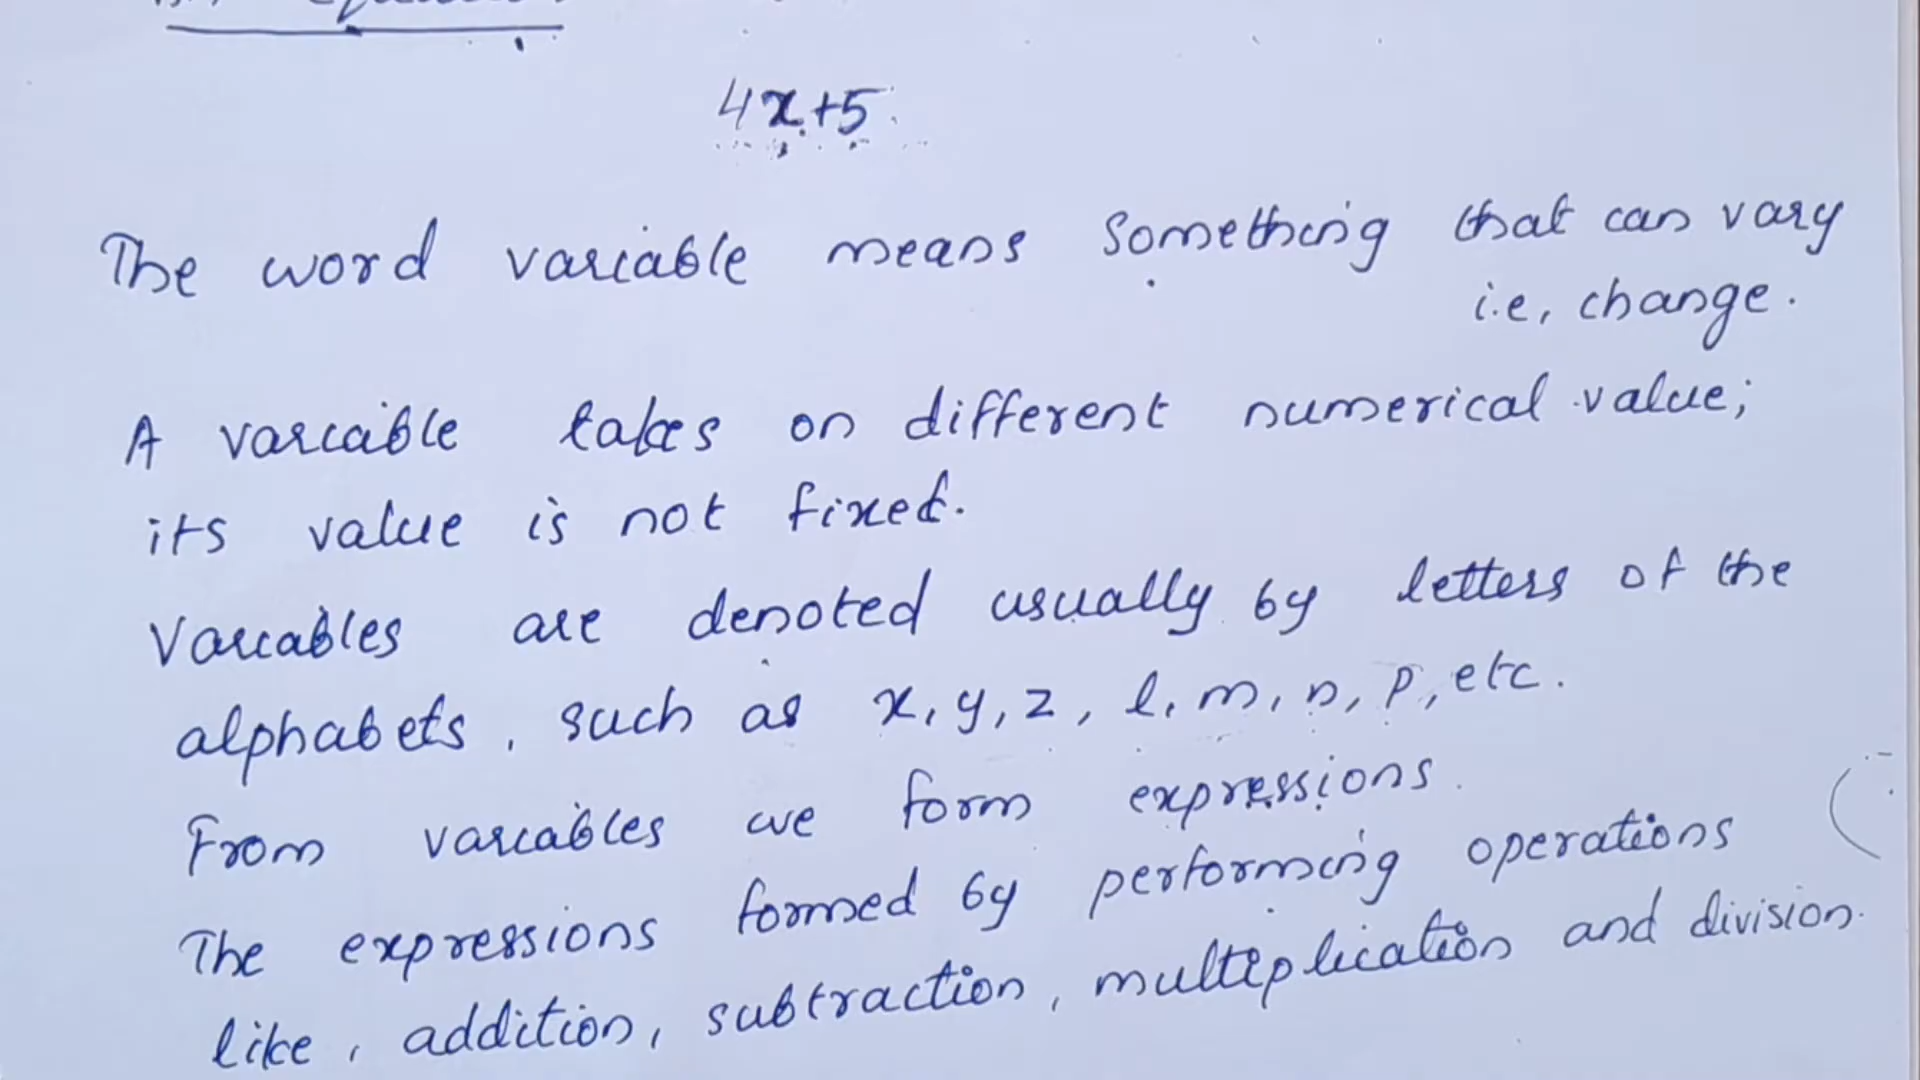 4x+5.
The word variable means something that can vary
i.e, change.
A variable takes on different numerical value;
its value is not fixed.
Variables are denoted usually by letters of the
alphabets, such as x, y, z, l, m, n, p, etc.
From variables we form expressions.
The expressions formed by performing operations
like, addition, subtraction, multiplication and division.